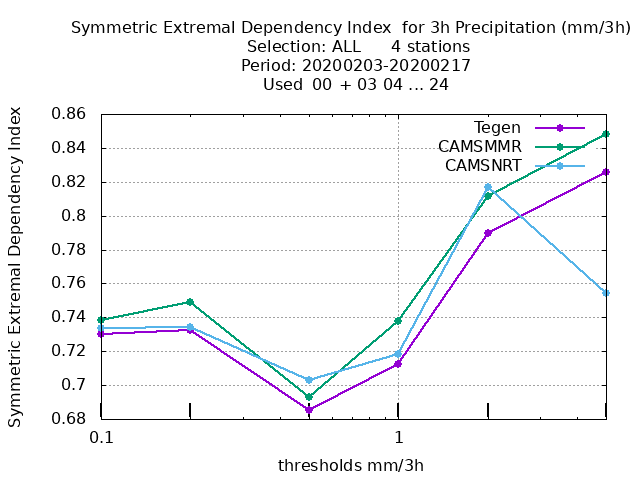 Symmetric Extremal Dependency Index  for 3h Precipitation (mm/3h)
Selection: ALL      4 stations
Period: 20200203-20200217
Used  00 + 03 04 ... 24
Symmetric Extremal Dependency Index
0.86
0.84
0.82
0.8
0.78
0.76
0.74
0.72
0.7
0.68
Tegen
CAMSMMR
CAMSNRT
0.1
1
thresholds mm/3h